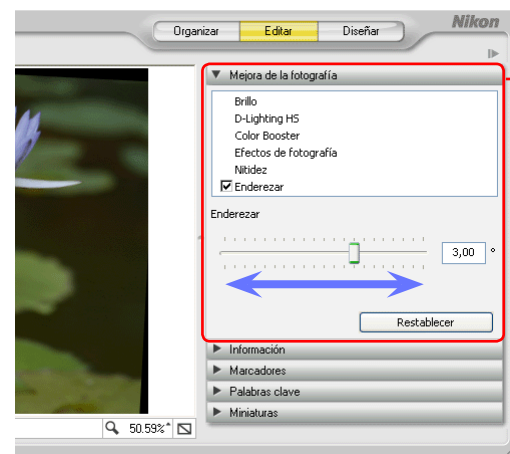 Organizar Editar Diseñar Nikon
Mejora de la fotografía
Brillo
D-Lighting HS
Color Booster
Efectos de fotografía
Nitidez
Enderezar
Enderezar
3,00 °
Restablecer
Información
Marcadores
Palabras clave
Miniaturas
50.59%*